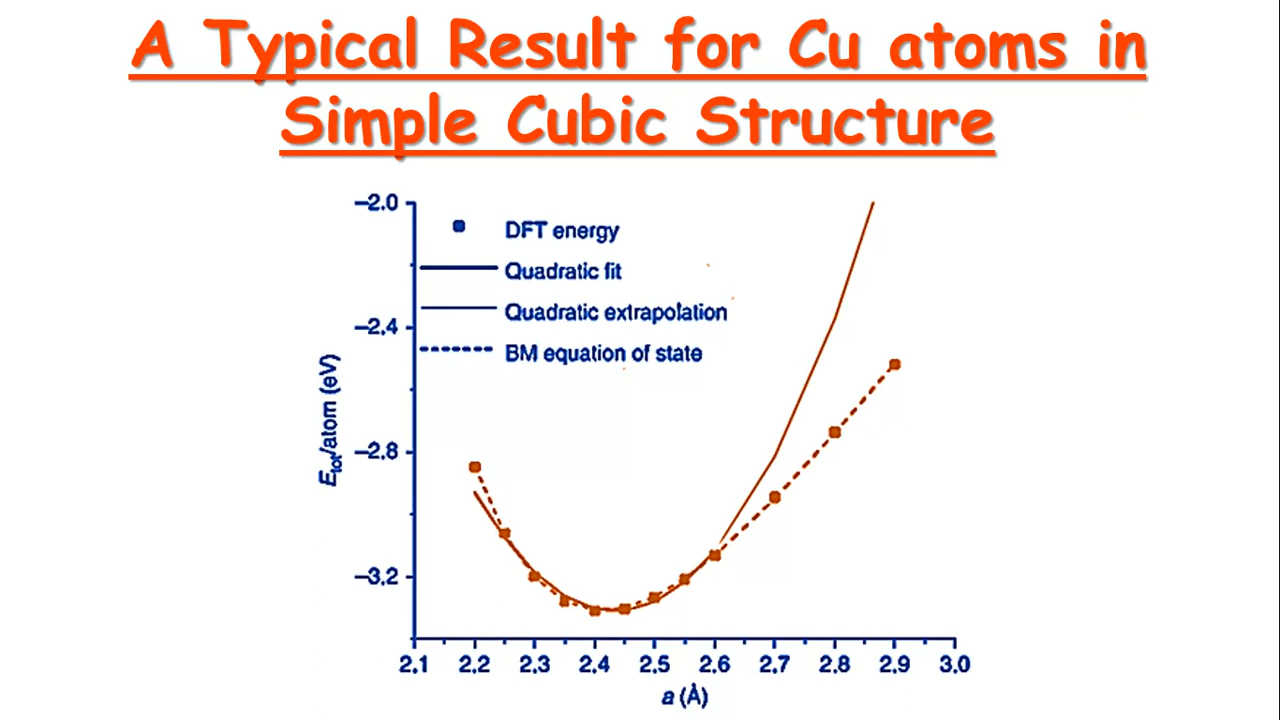 A Typical Result for Cu atoms in
Simple Cubic Structure
−2.0
−2.4
−2.8
−3.2
E_tot/atom (eV)
DFT energy
Quadratic fit
Quadratic extrapolation
BM equation of state
2.1 2.2 2.3 2.4 2.5 2.6 2.7 2.8 2.9 3.0
a (Å)